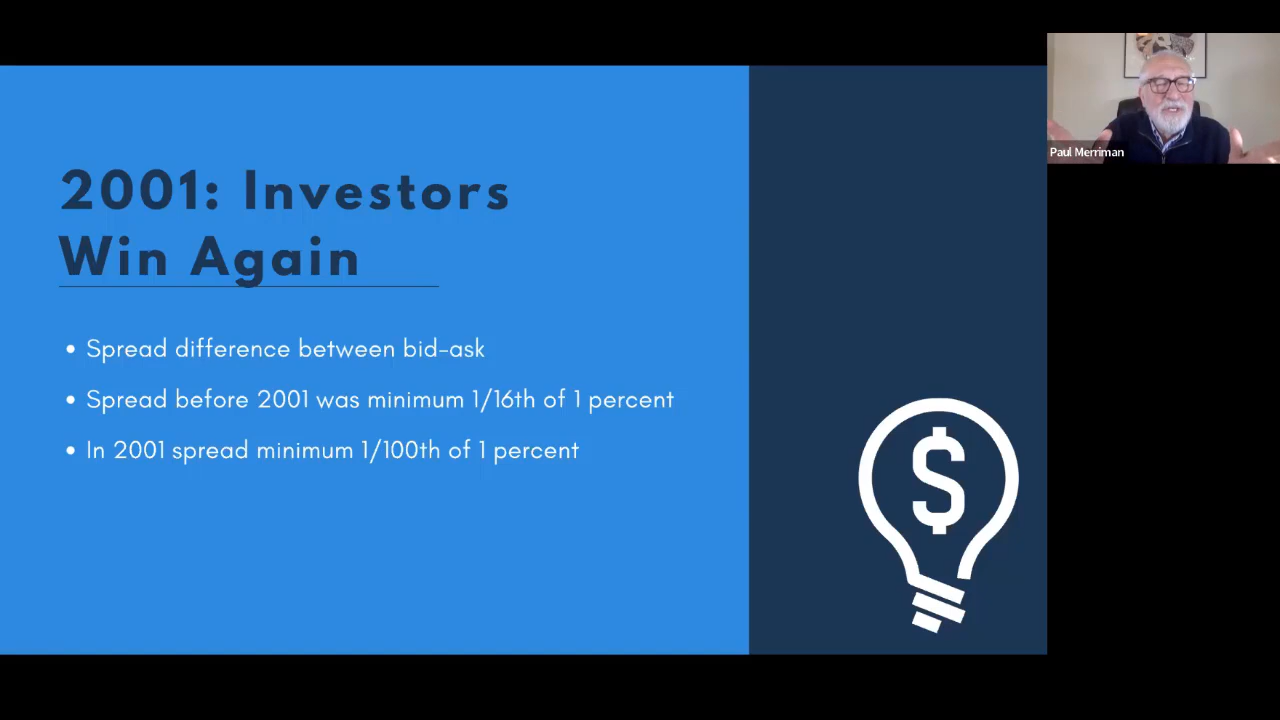 2001: Investors
Win Again
• Spread difference between bid-ask
• Spread before 2001 was minimum 1/16th of 1 percent
• In 2001 spread minimum 1/100th of 1 percent
$
Paul Merriman